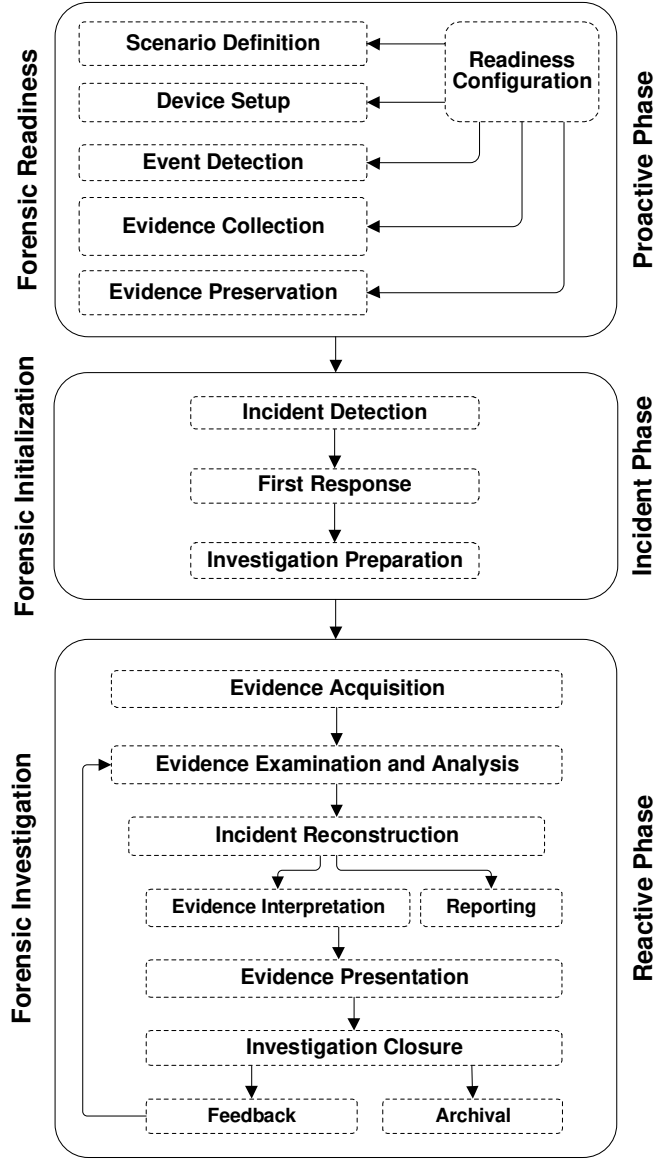 Forensic Readiness
Proactive Phase
Scenario Definition
Readiness
Configuration
Device Setup
Event Detection
Evidence Collection
Evidence Preservation
Forensic Initialization
Incident Phase
Incident Detection
First Response
Investigation Preparation
Forensic Investigation
Reactive Phase
Evidence Acquisition
Evidence Examination and Analysis
Incident Reconstruction
Evidence Interpretation
Reporting
Evidence Presentation
Investigation Closure
Feedback
Archival